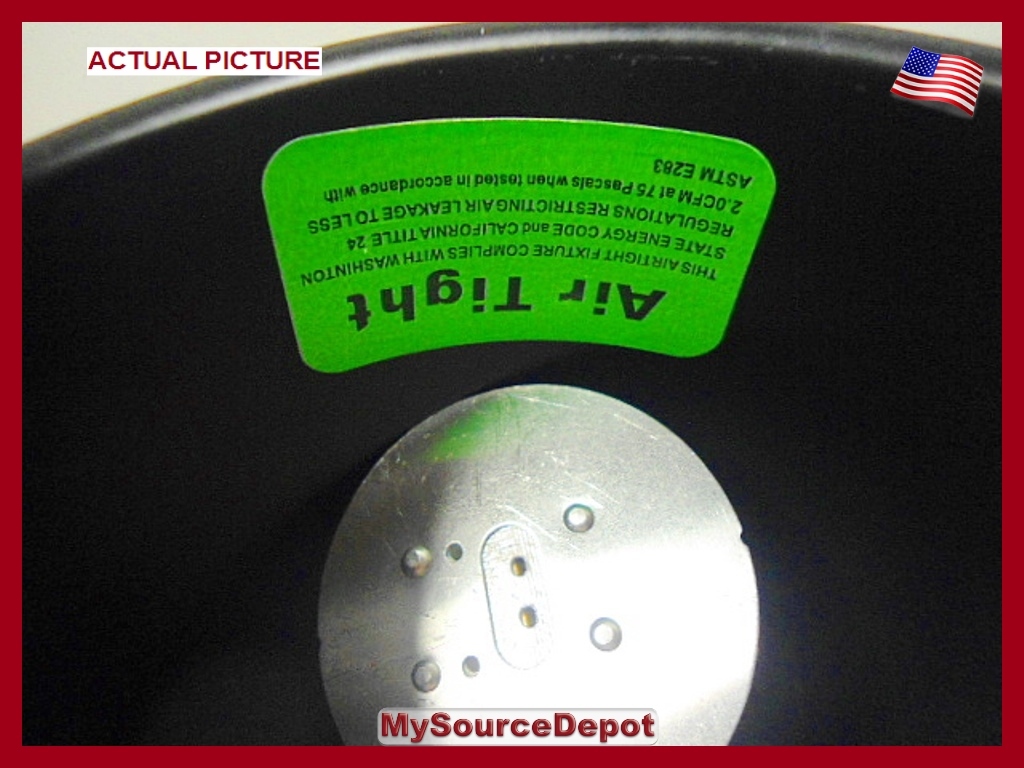 ACTUAL PICTURE
Air Tight
THIS AIRTIGHT FIXTURE COMPLIES WITH WASHINTON
STATE ENERGY CODE and CALIFORNIA TITLE 24
REGULATIONS RESTRICTING AIR LEAKAGE TO LESS
2.0CFM at 75 Pascals when tested in accordance with
ASTM E283
MySourceDepot